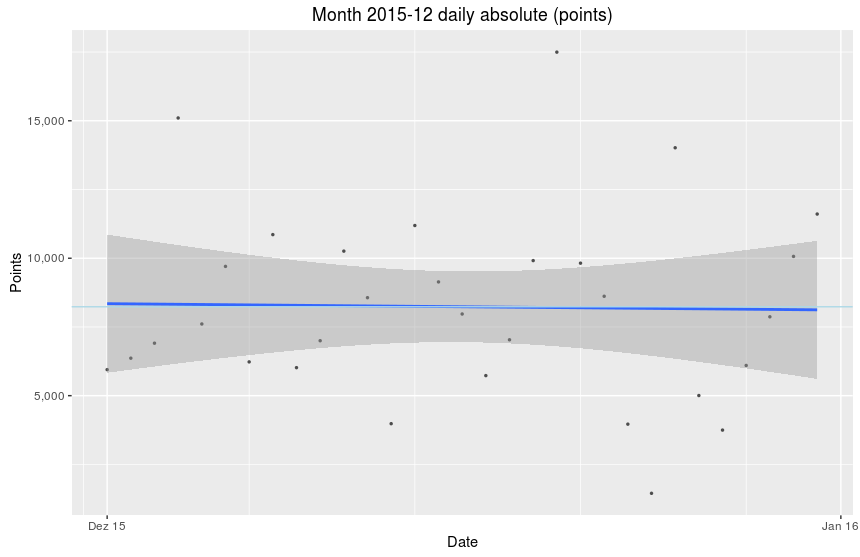 Month 2015-12 daily absolute (points)
Points
15,000
10,000
5,000
Dez 15
Jan 16
Date